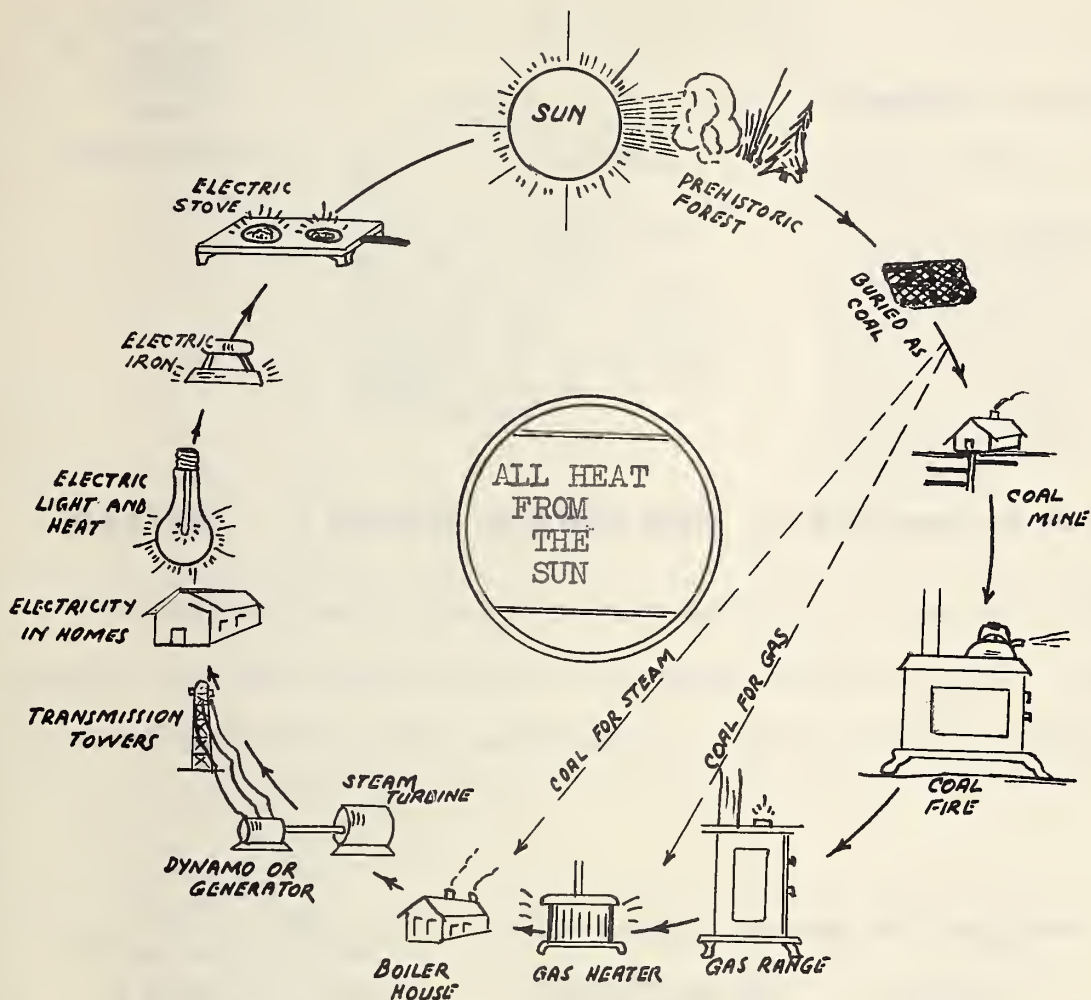 SUN
PREHISTORIC
FOREST
BURIED AS
COAL
COAL
MINE
COAL
FIRE
GAS RANGE
GAS HEATER
BOILER
HOUSE
COAL FOR STEAM
COAL FOR GAS
STEAM
TURBINE
DYNAMO OR
GENERATOR
TRANSMISSION
TOWERS
ELECTRICITY
IN HOMES
ELECTRIC
LIGHT AND
HEAT
ELECTRIC
IRON
ELECTRIC
STOVE
ALL HEAT
FROM
THE
SUN